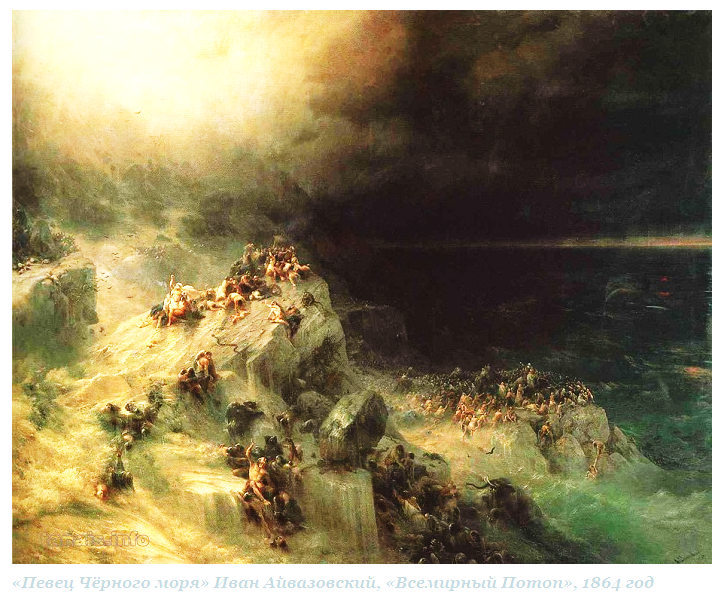 «Певец Чёрного моря» Иван Айвазовский, «Всемирный Потоп», 1864 год